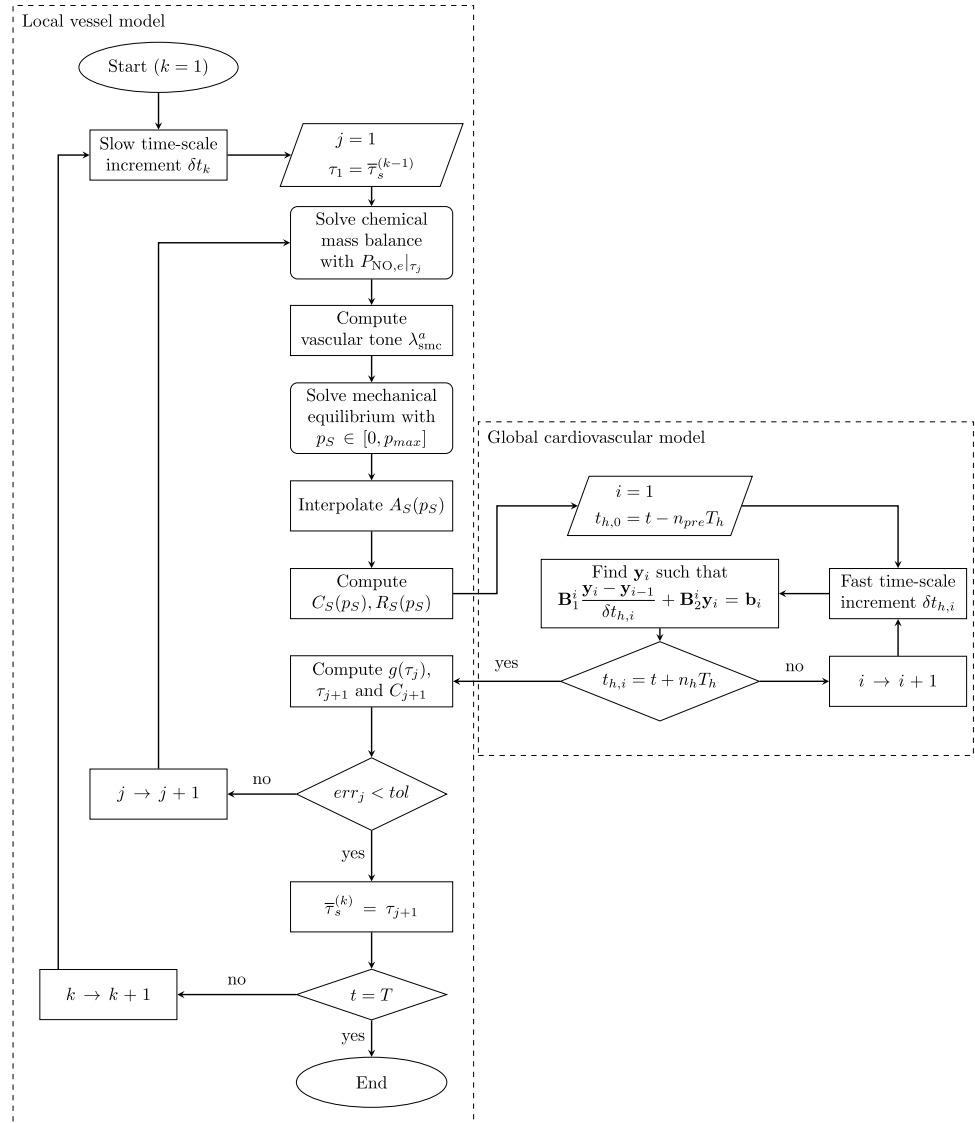 Local vessel model
Start (k = 1)
Slow time-scale
increment δt_k
j = 1
τ_1 = τ̅_s^(k−1)
Solve chemical
mass balance
with P_NO,e|_τ_j
Compute
vascular tone λ^a_smc
Solve mechanical
equilibrium with
p_S ∈ [0, p_max]
Interpolate A_S(p_S)
Compute
C_S(p_S), R_S(p_S)
Global cardiovascular model
i = 1
t_h,0 = t − n_pre T_h
Fast time-scale
increment δt_h,i
Find y_i such that
B_1^i (y_i − y_i−1)/δt_h,i + B_2^i y_i = b_i
t_h,i = t + n_h T_h
no
i → i + 1
yes
Compute g(τ_j),
τ_j+1 and C_j+1
err_j < tol
no
j → j + 1
yes
τ̅_s^(k) = τ_j+1
t = T
no
k → k + 1
yes
End